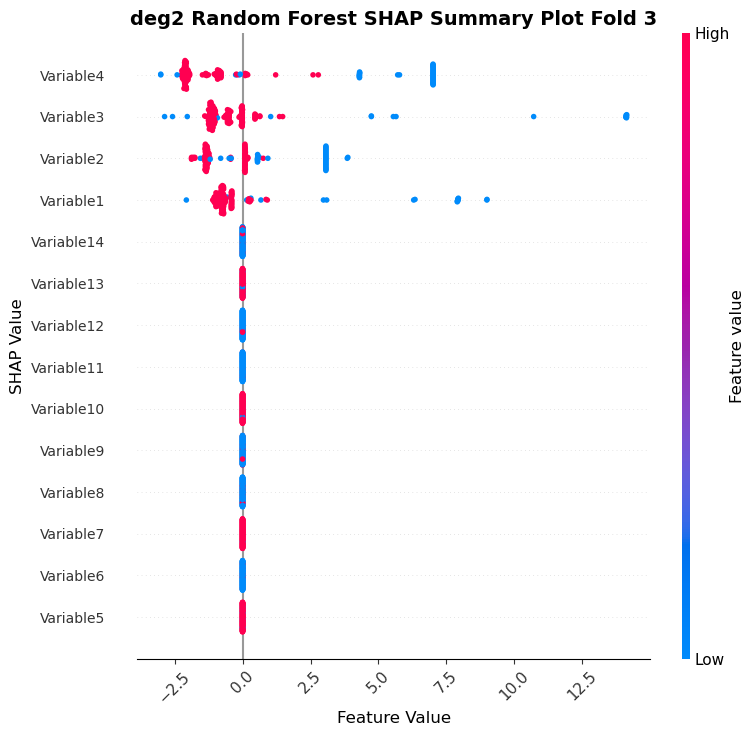 deg2 Random Forest SHAP Summary Plot Fold 3
High
Variable4
Variable3
Variable2
Variable1
Variable14
Variable13
Variable12
Variable11
Variable10
Variable9
Variable8
Variable7
Variable6
Variable5
SHAP Value
Feature value
Low
−2.5
0.0
2.5
5.0
7.5
10.0
12.5
Feature Value